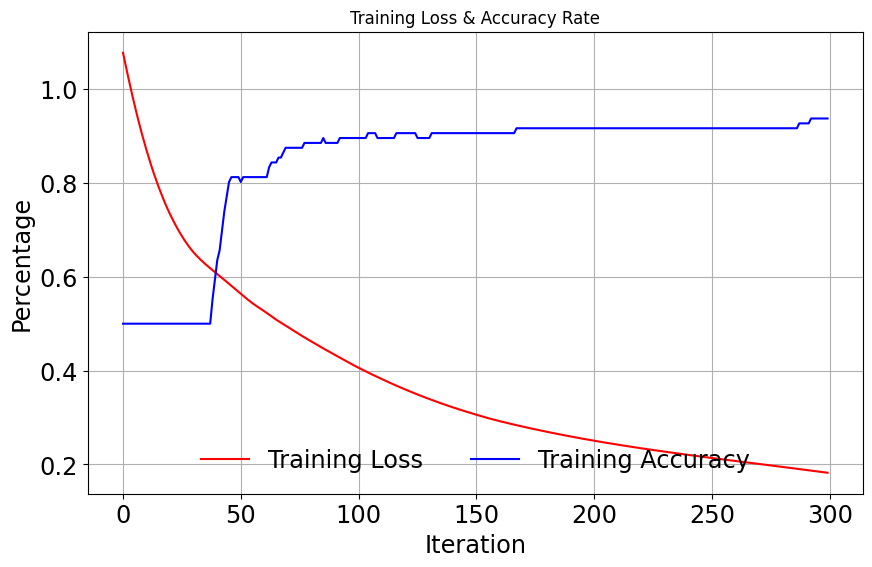 Training Loss & Accuracy Rate
Percentage
1.0
0.8
0.6
0.4
0.2
Training Loss Training Accuracy
0 50 100 150 200 250 300
Iteration